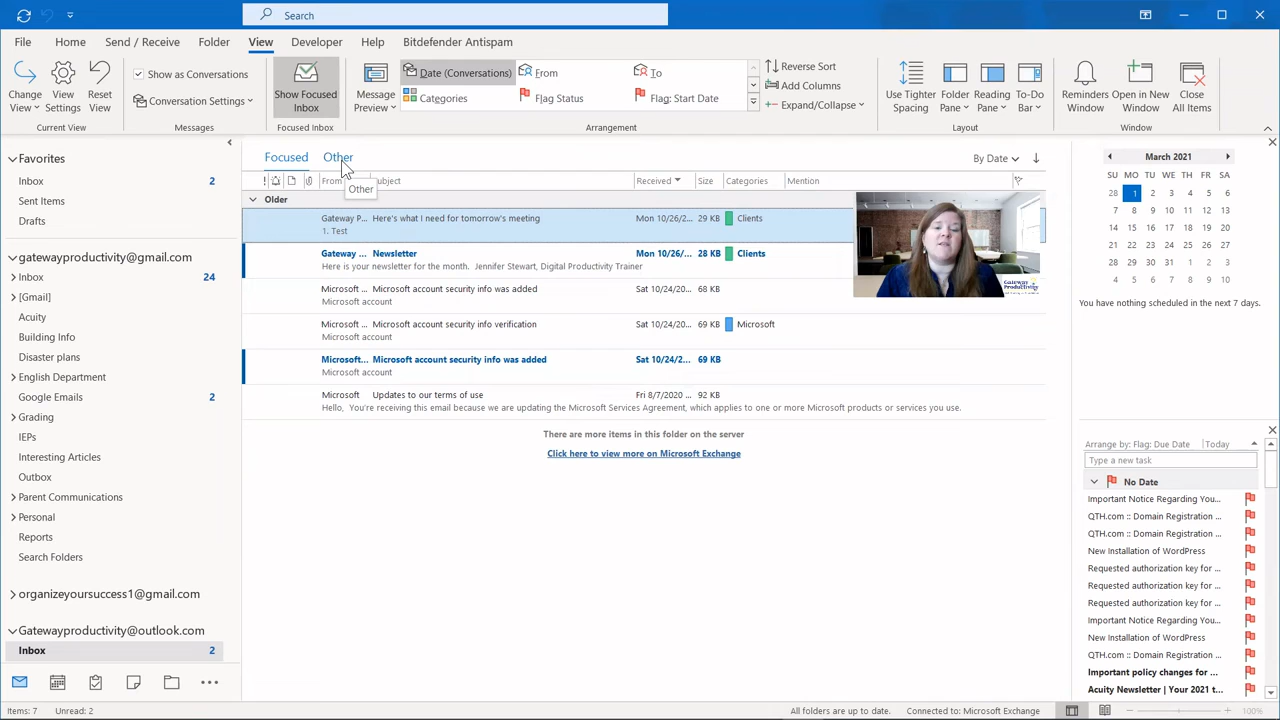 Search
File Home Send / Receive Folder View Developer Help Bitdefender Antispam
Change View
View Settings
Reset View
Current View
Show as Conversations
Conversation Settings
Messages
Show Focused Inbox
Focused Inbox
Message Preview
Date (Conversations) From To
Categories Flag Status Flag: Start Date
Reverse Sort
Add Columns
Expand/Collapse
Arrangement
Use Tighter Spacing
Folder Pane
Reading Pane
To-Do Bar
Layout
Reminders Window
Open in New Window
Close All Items
Window
Favorites
Inbox 2
Sent Items
Drafts
gatewayproductivity@gmail.com
Inbox 24
[Gmail]
Acuity
Building Info
Disaster plans
English Department
Google Emails 2
Grading
IEPs
Interesting Articles
Outbox
Parent Communications
Personal
Reports
Search Folders
organizeyoursuccess1@gmail.com
Gatewayproductivity@outlook.com
Inbox 2
Focused Other
By Date
Other
! From ubject Received Size Categories Mention
Older
Gateway P... Here's what I need for tomorrow's meeting Mon 10/26/2... 29 KB Clients
1. Test
Gateway ... Newsletter Mon 10/26/... 28 KB Clients
Here is your newsletter for the month. Jennifer Stewart, Digital Productivity Trainer
Microsoft ... Microsoft account security info was added Sat 10/24/20... 68 KB
Microsoft account
Microsoft ... Microsoft account security info verification Sat 10/24/20... 69 KB Microsoft
Microsoft account
Microsoft... Microsoft account security info was added Sat 10/24/2... 69 KB
Microsoft account
Microsoft Updates to our terms of use Fri 8/7/2020 ... 92 KB
Hello, You're receiving this email because we are updating the Microsoft Services Agreement, which applies to one or more Microsoft products or services you use.
There are more items in this folder on the server
Click here to view more on Microsoft Exchange
Gateway
Productivity
March 2021
SU MO TU WE TH FR SA
28 1 2 3 4 5 6
7 8 9 10 11 12 13
14 15 16 17 18 19 20
21 22 23 24 25 26 27
28 29 30 31 1 2 3
4 5 6 7 8 9 10
You have nothing scheduled in the next 7 days.
Arrange by: Flag: Due Date Today
Type a new task
No Date
Important Notice Regarding You...
QTH.com :: Domain Registration ...
QTH.com :: Domain Registration ...
New Installation of WordPress
Requested authorization key for ...
Requested authorization key for ...
Requested authorization key for ...
Important Notice Regarding You...
New Installation of WordPress
QTH.com :: Domain Registration ...
Important policy changes for ...
Acuity Newsletter | Your 2021 t...
Items: 7 Unread: 2 All folders are up to date. Connected to: Microsoft Exchange 100%